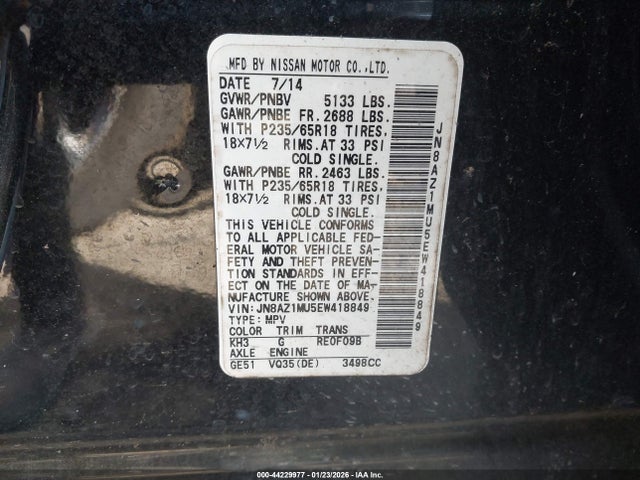 MFD BY NISSAN MOTOR CO.,LTD.
DATE 7/14
GVWR/PNBV 5133 LBS.
GAWR/PNBE FR. 2688 LBS.
WITH P235/65R18 TIRES,
18X7½ RIMS.AT 33 PSI
COLD SINGLE.
GAWR/PNBE RR. 2463 LBS.
WITH P235/65R18 TIRES,
18X7½ RIMS.AT 33 PSI
COLD SINGLE.
THIS VEHICLE CONFORMS
TO ALL APPLICABLE FED-
ERAL MOTOR VEHICLE SA-
FETY AND THEFT PREVEN-
TION STANDARDS IN EFF-
ECT ON THE DATE OF MA-
NUFACTURE SHOWN ABOVE.
VIN: JN8AZ1MU5EW418849
TYPE: MPV
COLOR TRIM TRANS
KH3 G RE0F09B
AXLE ENGINE
GE51 VQ35(DE) 3498CC
JN8AZ1MU5EW418849
000-44229977 - 01/23/2026 - IAA Inc.